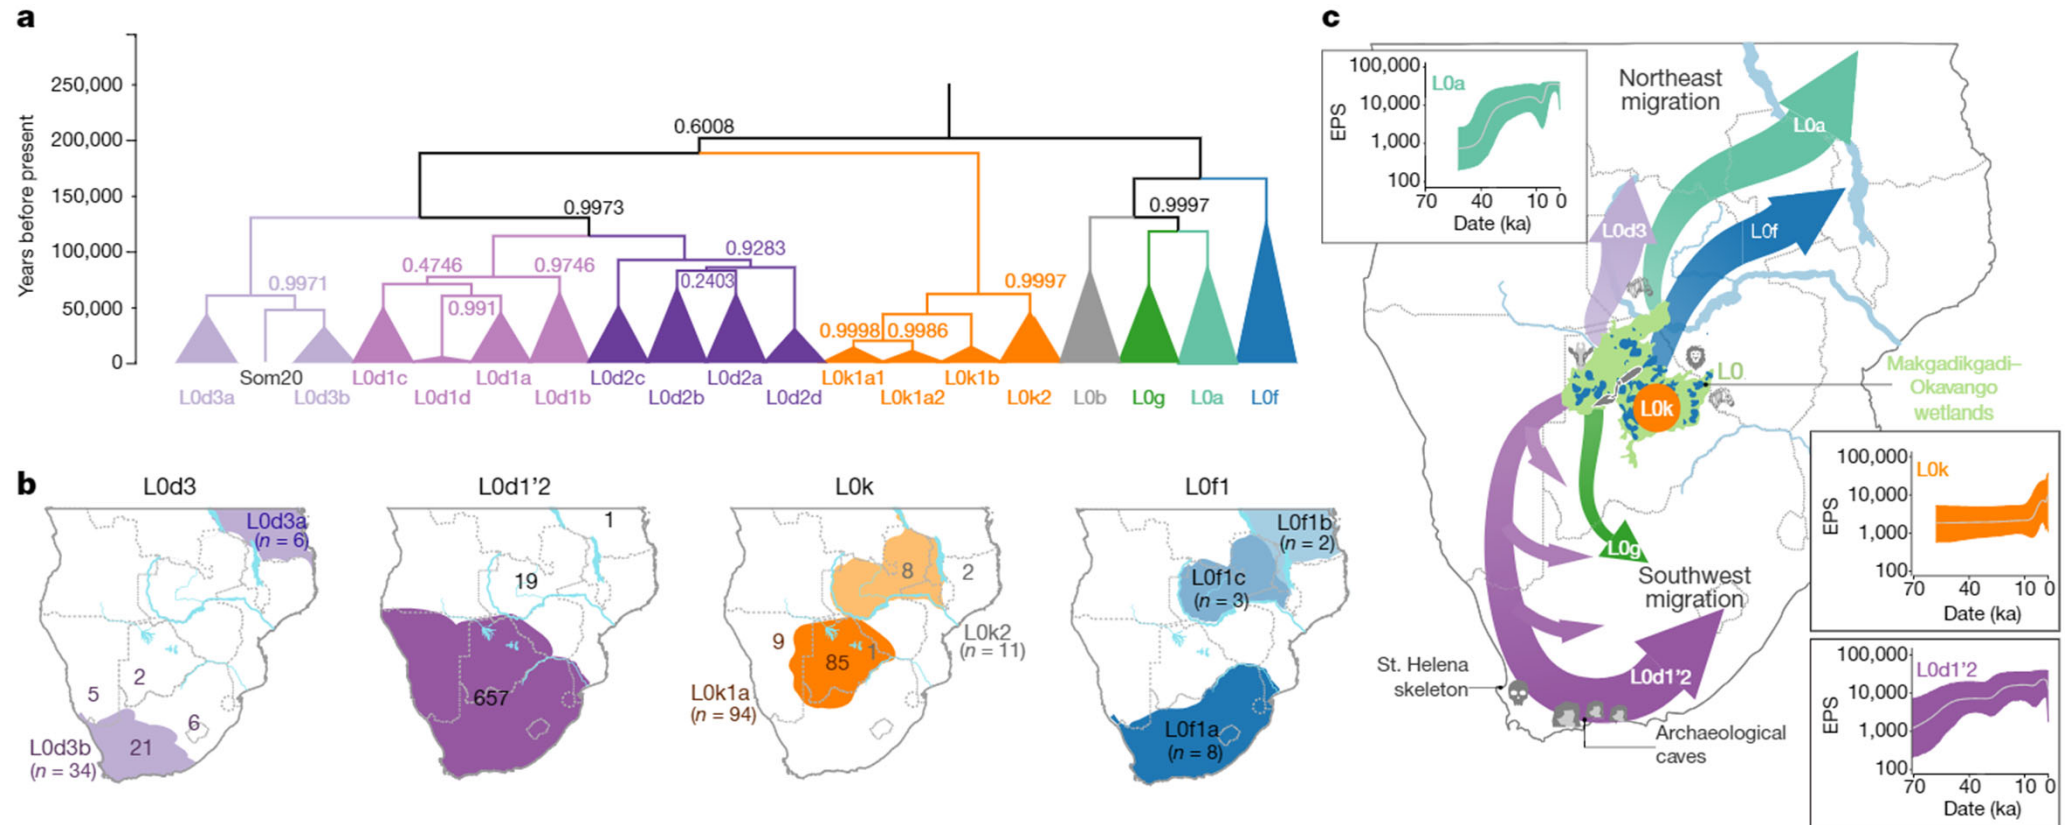 a
Years before present
250,000
200,000
150,000
100,000
50,000
0
0.6008
0.9973
0.9997
0.9283
0.4746
0.9746
0.9971
0.2403
0.9997
0.991
0.9998
0.9986
Som20
L0d1c
L0d1a
L0d2c
L0d2a
L0k1a1
L0k1b
L0d3a
L0d3b
L0d1d
L0d1b
L0d2b
L0d2d
L0k1a2
L0k2
L0b
L0g
L0a
L0f
b
L0d3
L0d3a
(n = 6)
2
5
6
21
L0d3b
(n = 34)
L0d1’2
1
19
657
L0k
8
2
9
85
1
L0k2
(n = 11)
L0k1a
(n = 94)
L0f1
L0f1b
(n = 2)
L0f1c
(n = 3)
L0f1a
(n = 8)
c
EPS
100,000
10,000
1,000
100
L0a
70
40
10
0
Date (ka)
Northeast
migration
L0a
L0d3
L0f
L0
L0k
Makgadikgadi–
Okavango
wetlands
L0g
Southwest
migration
L0d1’2
St. Helena
skeleton
Archaeological
caves
EPS
100,000
10,000
1,000
100
L0k
70
40
10
0
Date (ka)
EPS
100,000
10,000
1,000
100
L0d1’2
70
40
10
0
Date (ka)